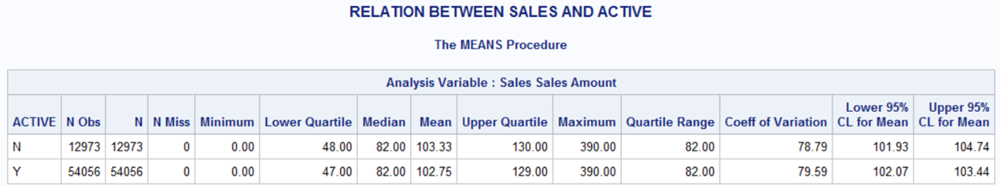 RELATION BETWEEN SALES AND ACTIVE
The MEANS Procedure
Analysis Variable : Sales Sales Amount
ACTIVE N Obs N N Miss Minimum Lower Quartile Median Mean Upper Quartile Maximum Quartile Range Coeff of Variation Lower 95% CL for Mean Upper 95% CL for Mean
N 12973 12973 0 0.00 48.00 82.00 103.33 130.00 390.00 82.00 78.79 101.93 104.74
Y 54056 54056 0 0.00 47.00 82.00 102.75 129.00 390.00 82.00 79.59 102.07 103.44